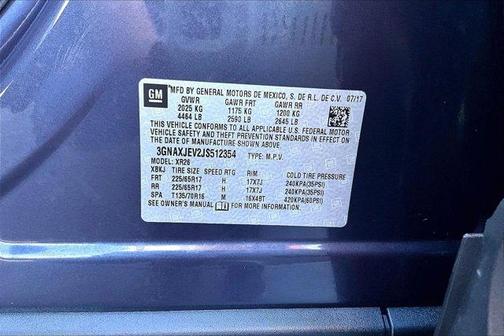 GM
MFD BY GENERAL MOTORS DE MEXICO, S. DE R.L. DE C.V. 07/17
GVWR GAWR FRT GAWR RR
2025 KG 1175 KG 1200 KG
4464 LB 2590 LB 2645 LB
THIS VEHICLE CONFORMS TO ALL APPLICABLE U.S. FEDERAL MOTOR
VEHICLE SAFETY AND THEFT PREVENTION STANDARDS IN EFFECT ON
THE DATE OF MANUFACTURE SHOWN ABOVE.
3GNAXJEV2JS512354 TYPE: M.P.V.
MODEL: XR26
XBKJ TIRE SIZE SPEED RTG RIM COLD TIRE PRESSURE
FRT 225/65R17 H 17X7J 240KPA(35PSI)
RR 225/65R17 H 17X7J 240KPA(35PSI)
SPA T135/70R16 M 16X4BT 420KPA(60PSI)
SEE OWNER'S MANUAL FOR MORE INFORMATION.